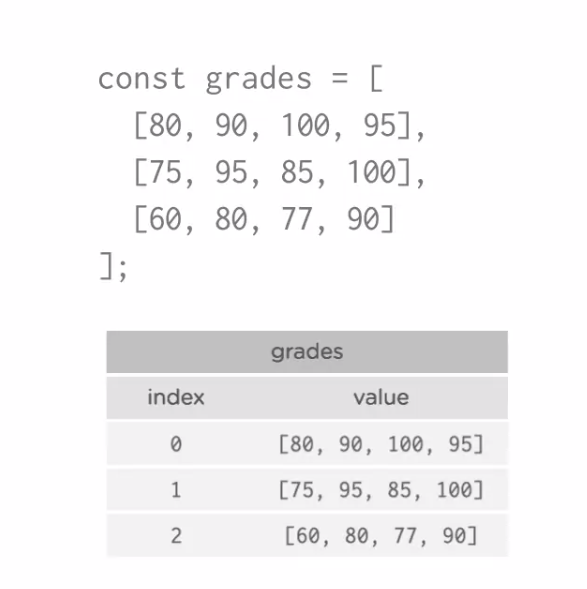 const grades = [
[80, 90, 100, 95],
[75, 95, 85, 100],
[60, 80, 77, 90]
];
grades
index value
0 [80, 90, 100, 95]
1 [75, 95, 85, 100]
2 [60, 80, 77, 90]